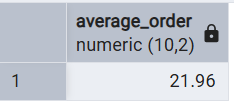 average_order
numeric (10,2)
1
21.96